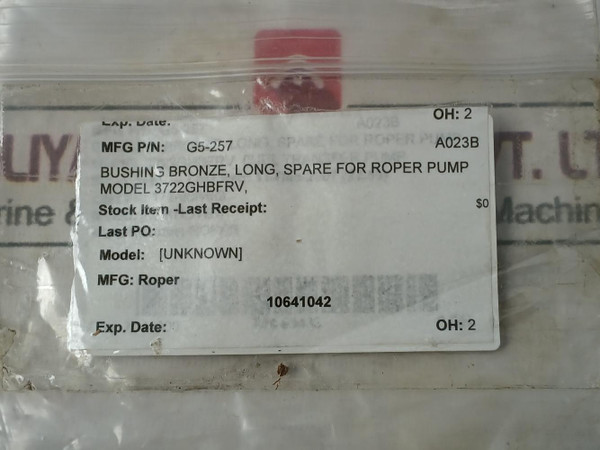 Exp. Date: OH: 2
MFG P/N: G5-257 A023B
BUSHING BRONZE, LONG, SPARE FOR ROPER PUMP
MODEL 3722GHBFRV,
Stock Item -Last Receipt: $0
Last PO:
Model: [UNKNOWN]
MFG: Roper
10641042
Exp. Date: OH: 2